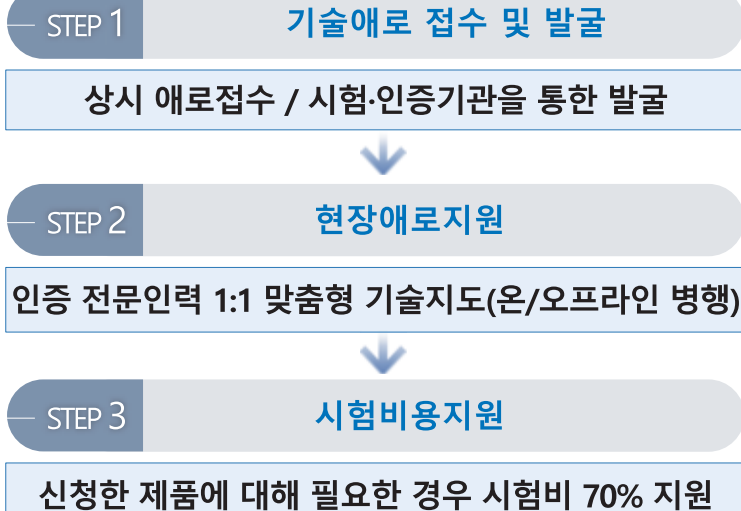 STEP 1 기술애로 접수 및 발굴
상시 애로접수 / 시험·인증기관을 통한 발굴
STEP 2 현장애로지원
인증 전문인력 1:1 맞춤형 기술지도(온/오프라인 병행)
STEP 3 시험비용지원
신청한 제품에 대해 필요한 경우 시험비 70% 지원